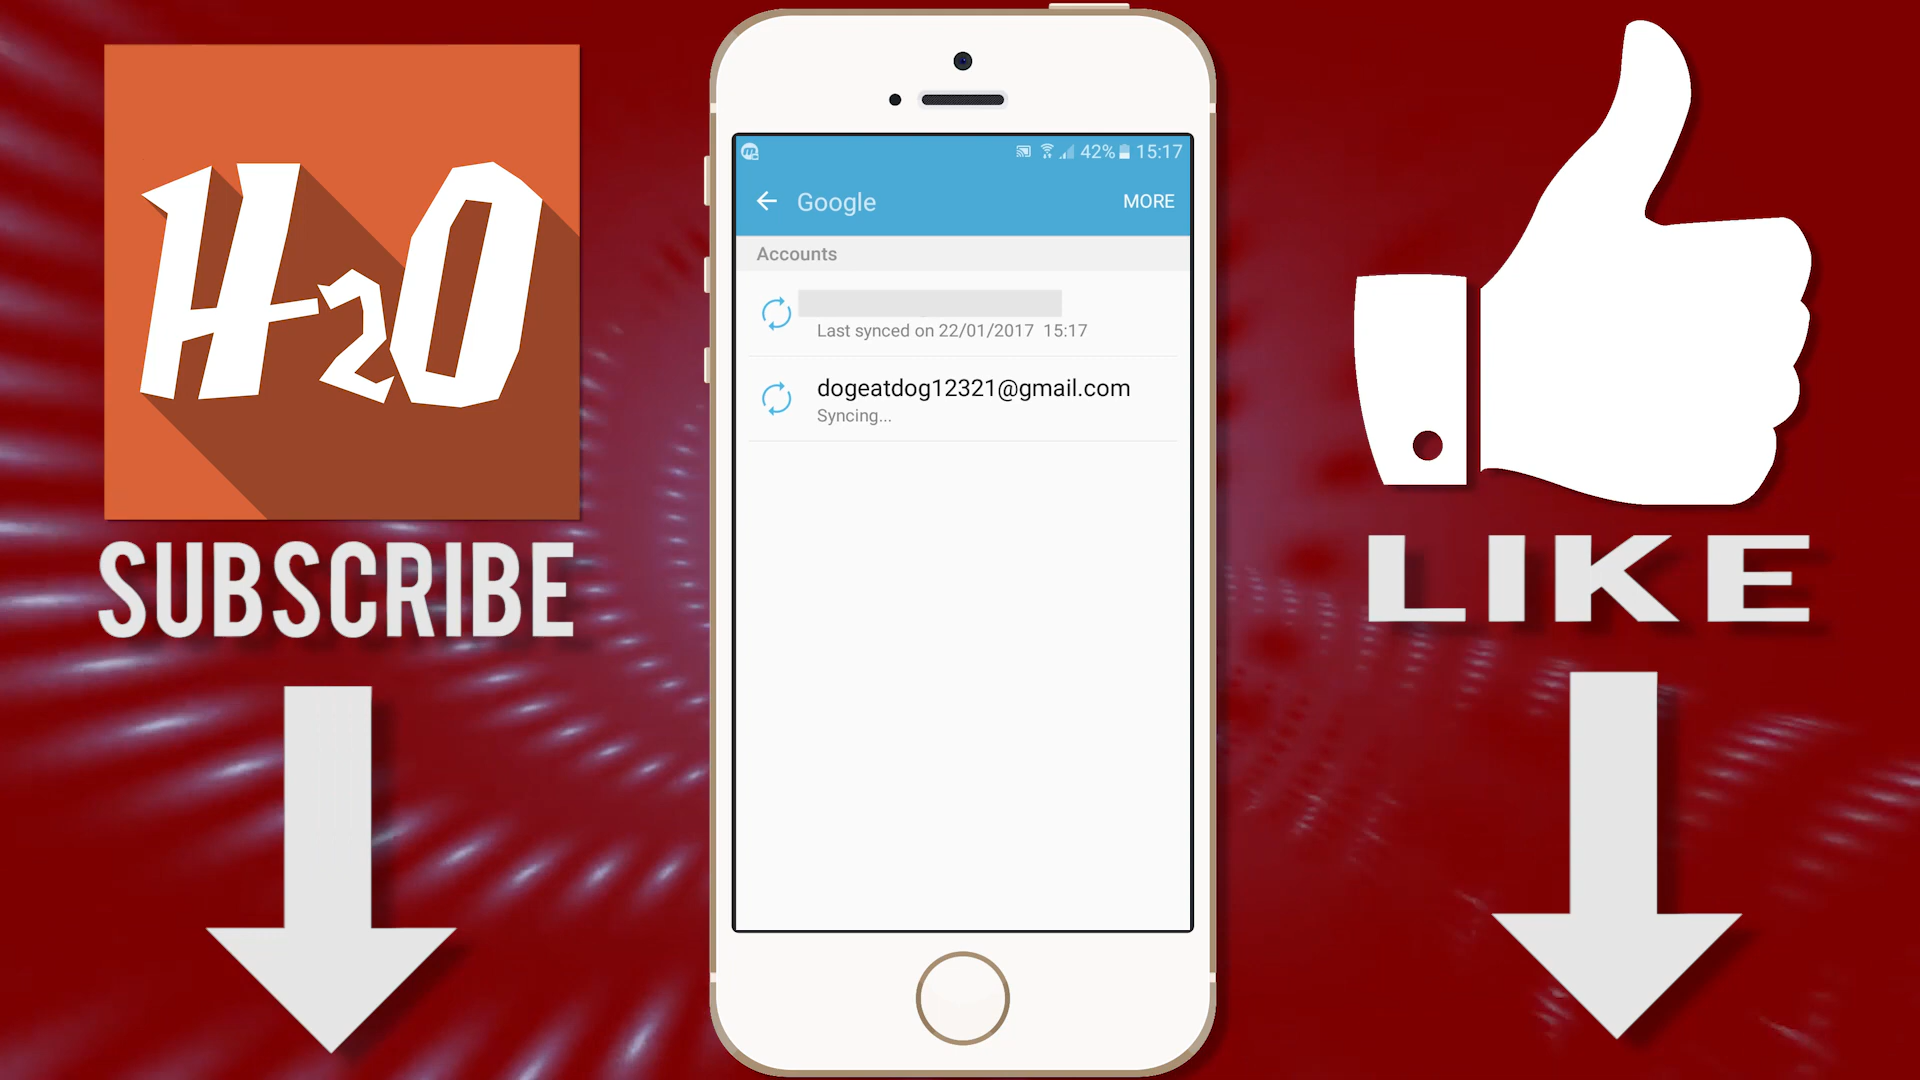 H2O
SUBSCRIBE
42% 15:17
Google
MORE
Accounts
Last synced on 22/01/2017 15:17
dogeatdog12321@gmail.com
Syncing...
LIKE